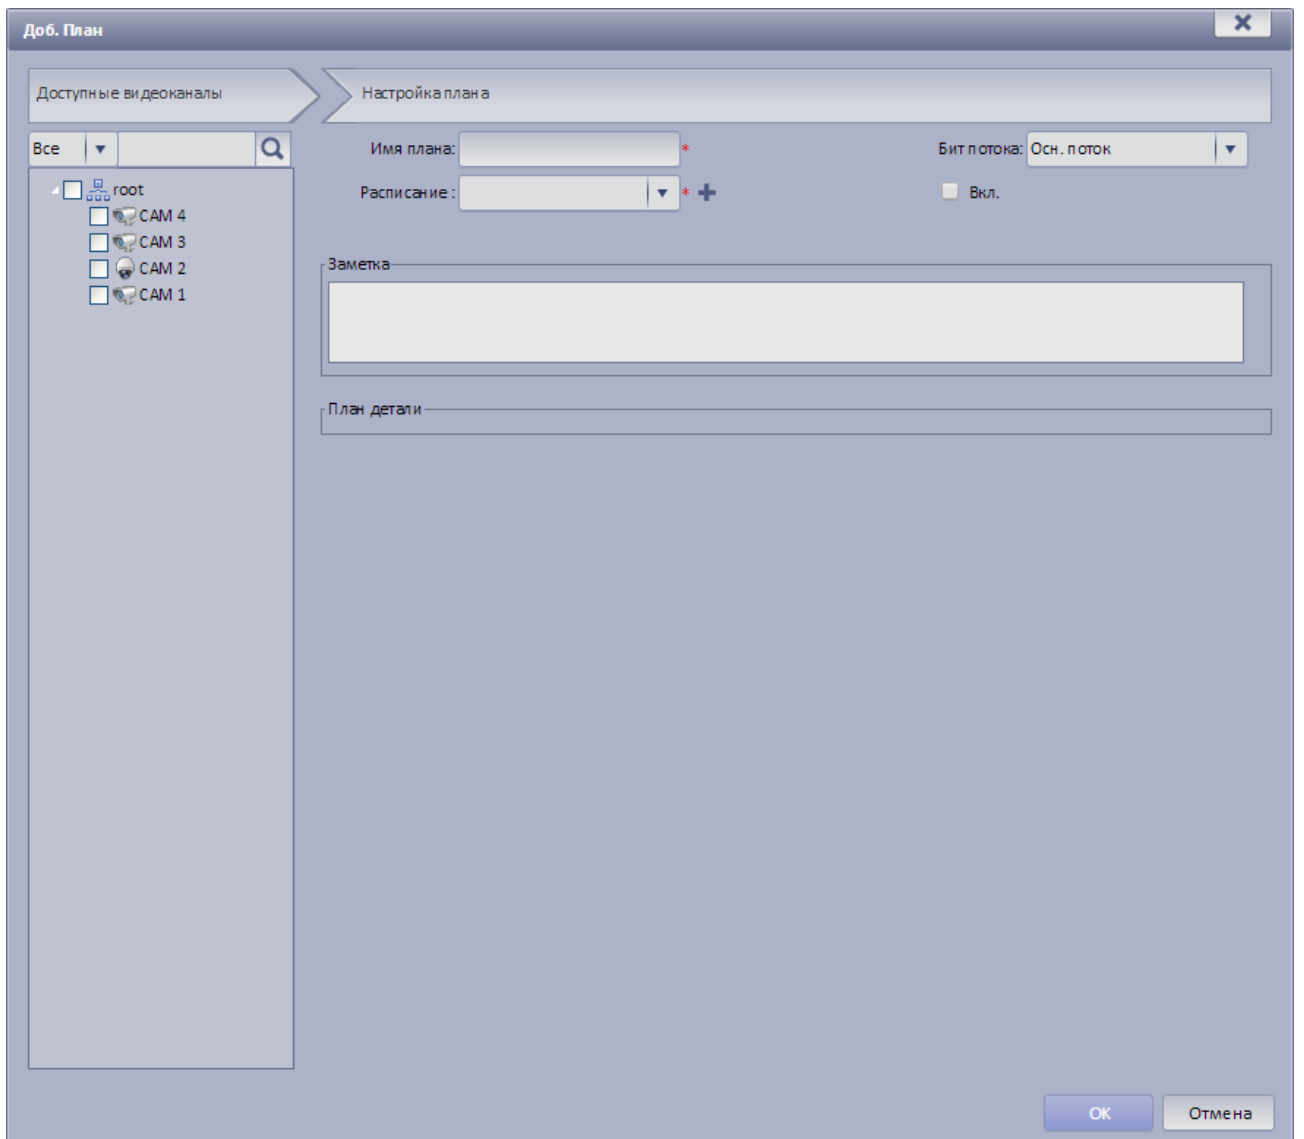 Доб. План
Доступные видеоканалы
Настройка плана
Все
Имя плана: *
Бит потока: Осн. поток
Расписание : *
Вкл.
root
CAM 4
CAM 3
CAM 2
CAM 1
Заметка
План детали
ОК
Отмена